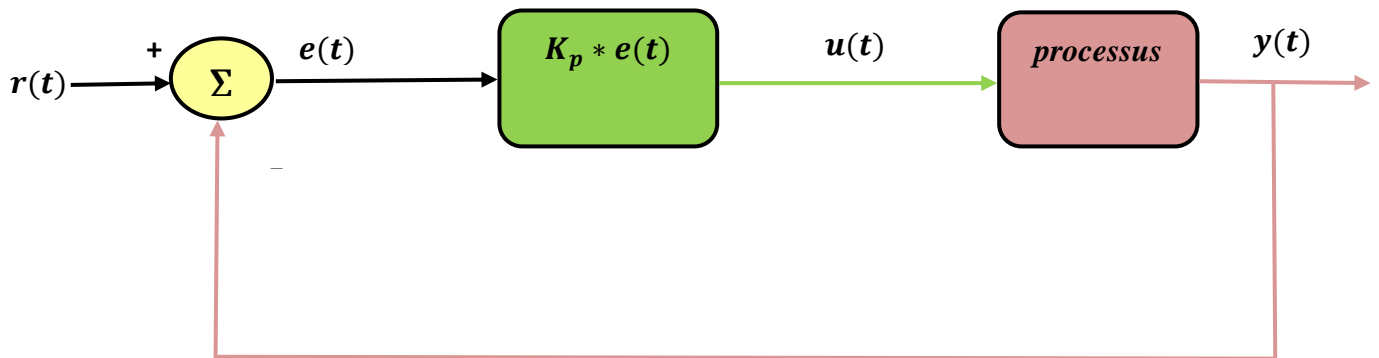 +
r(t)
Σ
e(t)
K_p * e(t)
u(t)
processus
y(t)
_